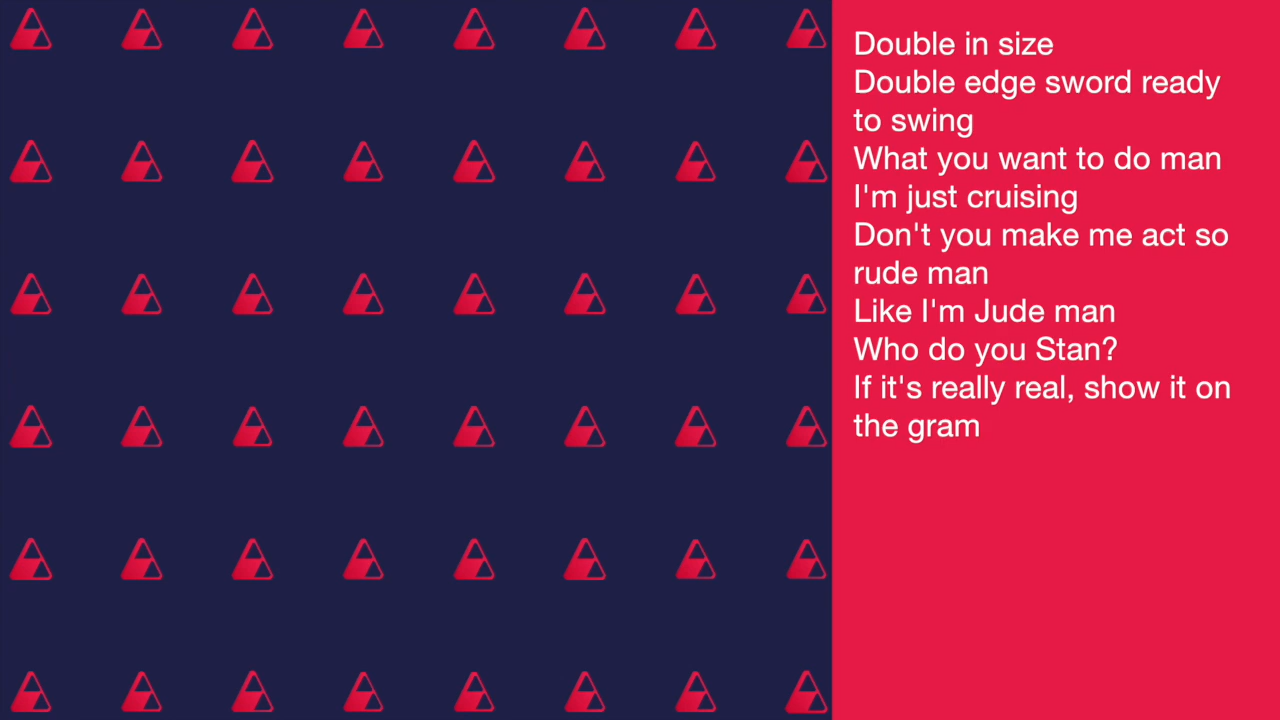 Double in size
Double edge sword ready
to swing
What you want to do man
I'm just cruising
Don't you make me act so
rude man
Like I'm Jude man
Who do you Stan?
If it's really real, show it on
the gram